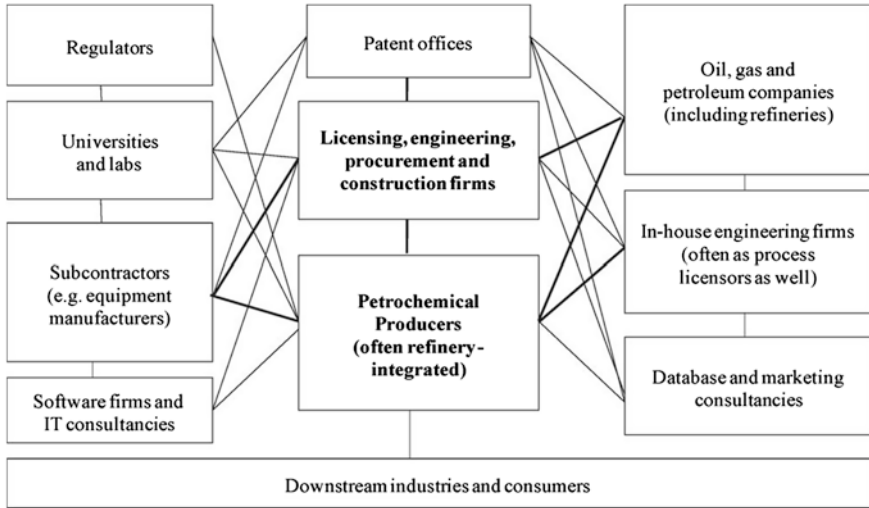 Regulators
Universities
and labs
Subcontractors
(e.g. equipment
manufacturers)
Software firms and
IT consultancies
Patent offices
Licensing, engineering,
procurement and
construction firms
Petrochemical
Producers
(often refinery-
integrated)
Oil, gas and
petroleum companies
(including refineries)
In-house engineering firms
(often as process
licensors as well)
Database and marketing
consultancies
Downstream industries and consumers